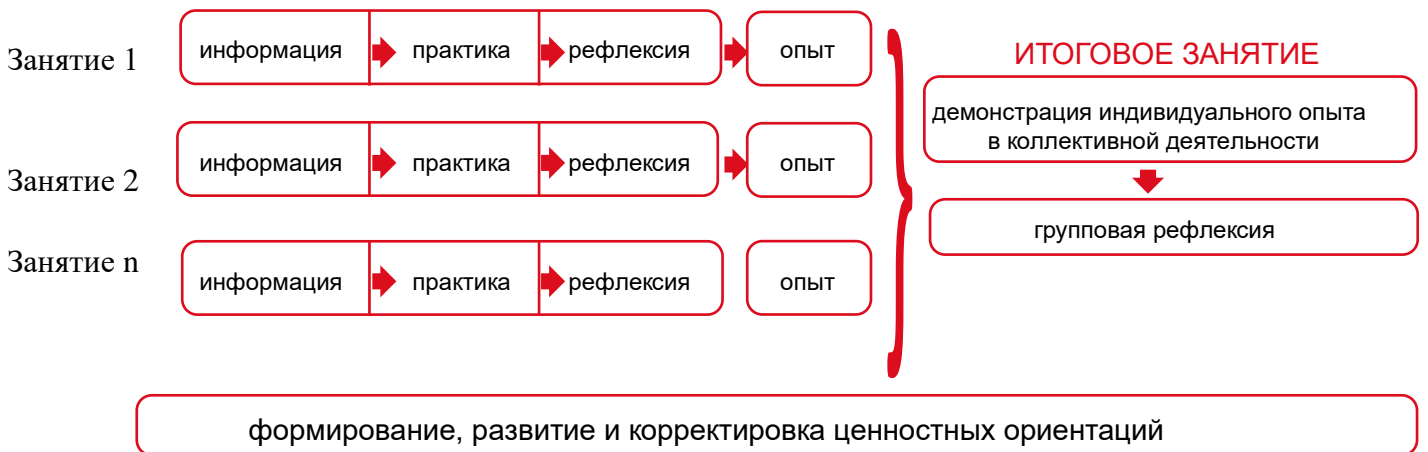 Занятие 1
информация практика рефлексия опыт
Занятие 2
информация практика рефлексия опыт
Занятие n
информация практика рефлексия опыт
ИТОГОВОЕ ЗАНЯТИЕ
демонстрация индивидуального опыта
в коллективной деятельности
групповая рефлексия
формирование, развитие и корректировка ценностных ориентаций